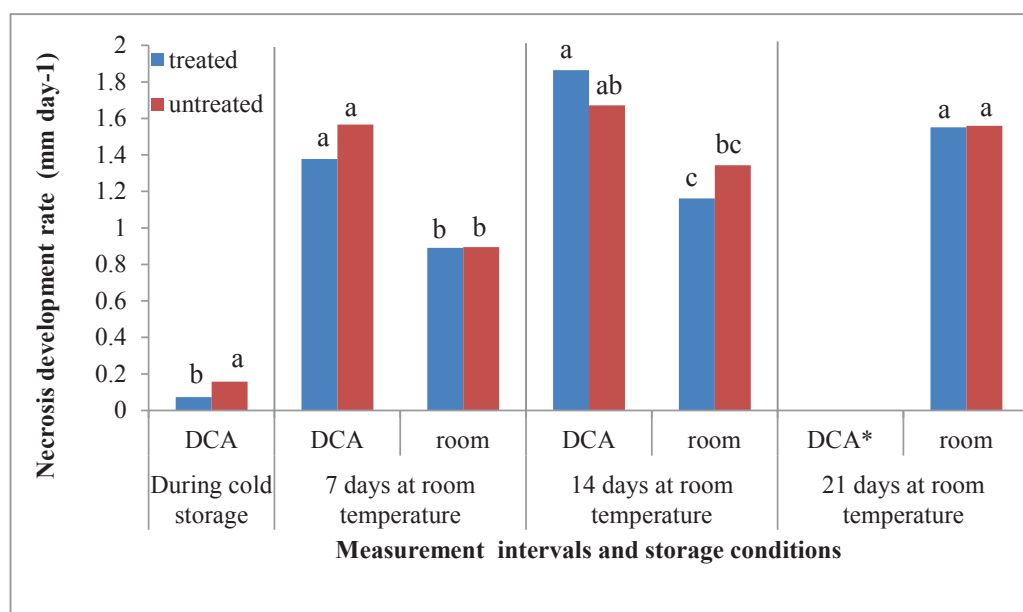 Necrosis development rate (mm day-1)
2
1.8
1.6
1.4
1.2
1
0.8
0.6
0.4
0.2
0
treated
untreated
b a
a a
b b
a ab
c bc
a a
DCA DCA room DCA room DCA* room
During cold storage
7 days at room temperature
14 days at room temperature
21 days at room temperature
Measurement intervals and storage conditions